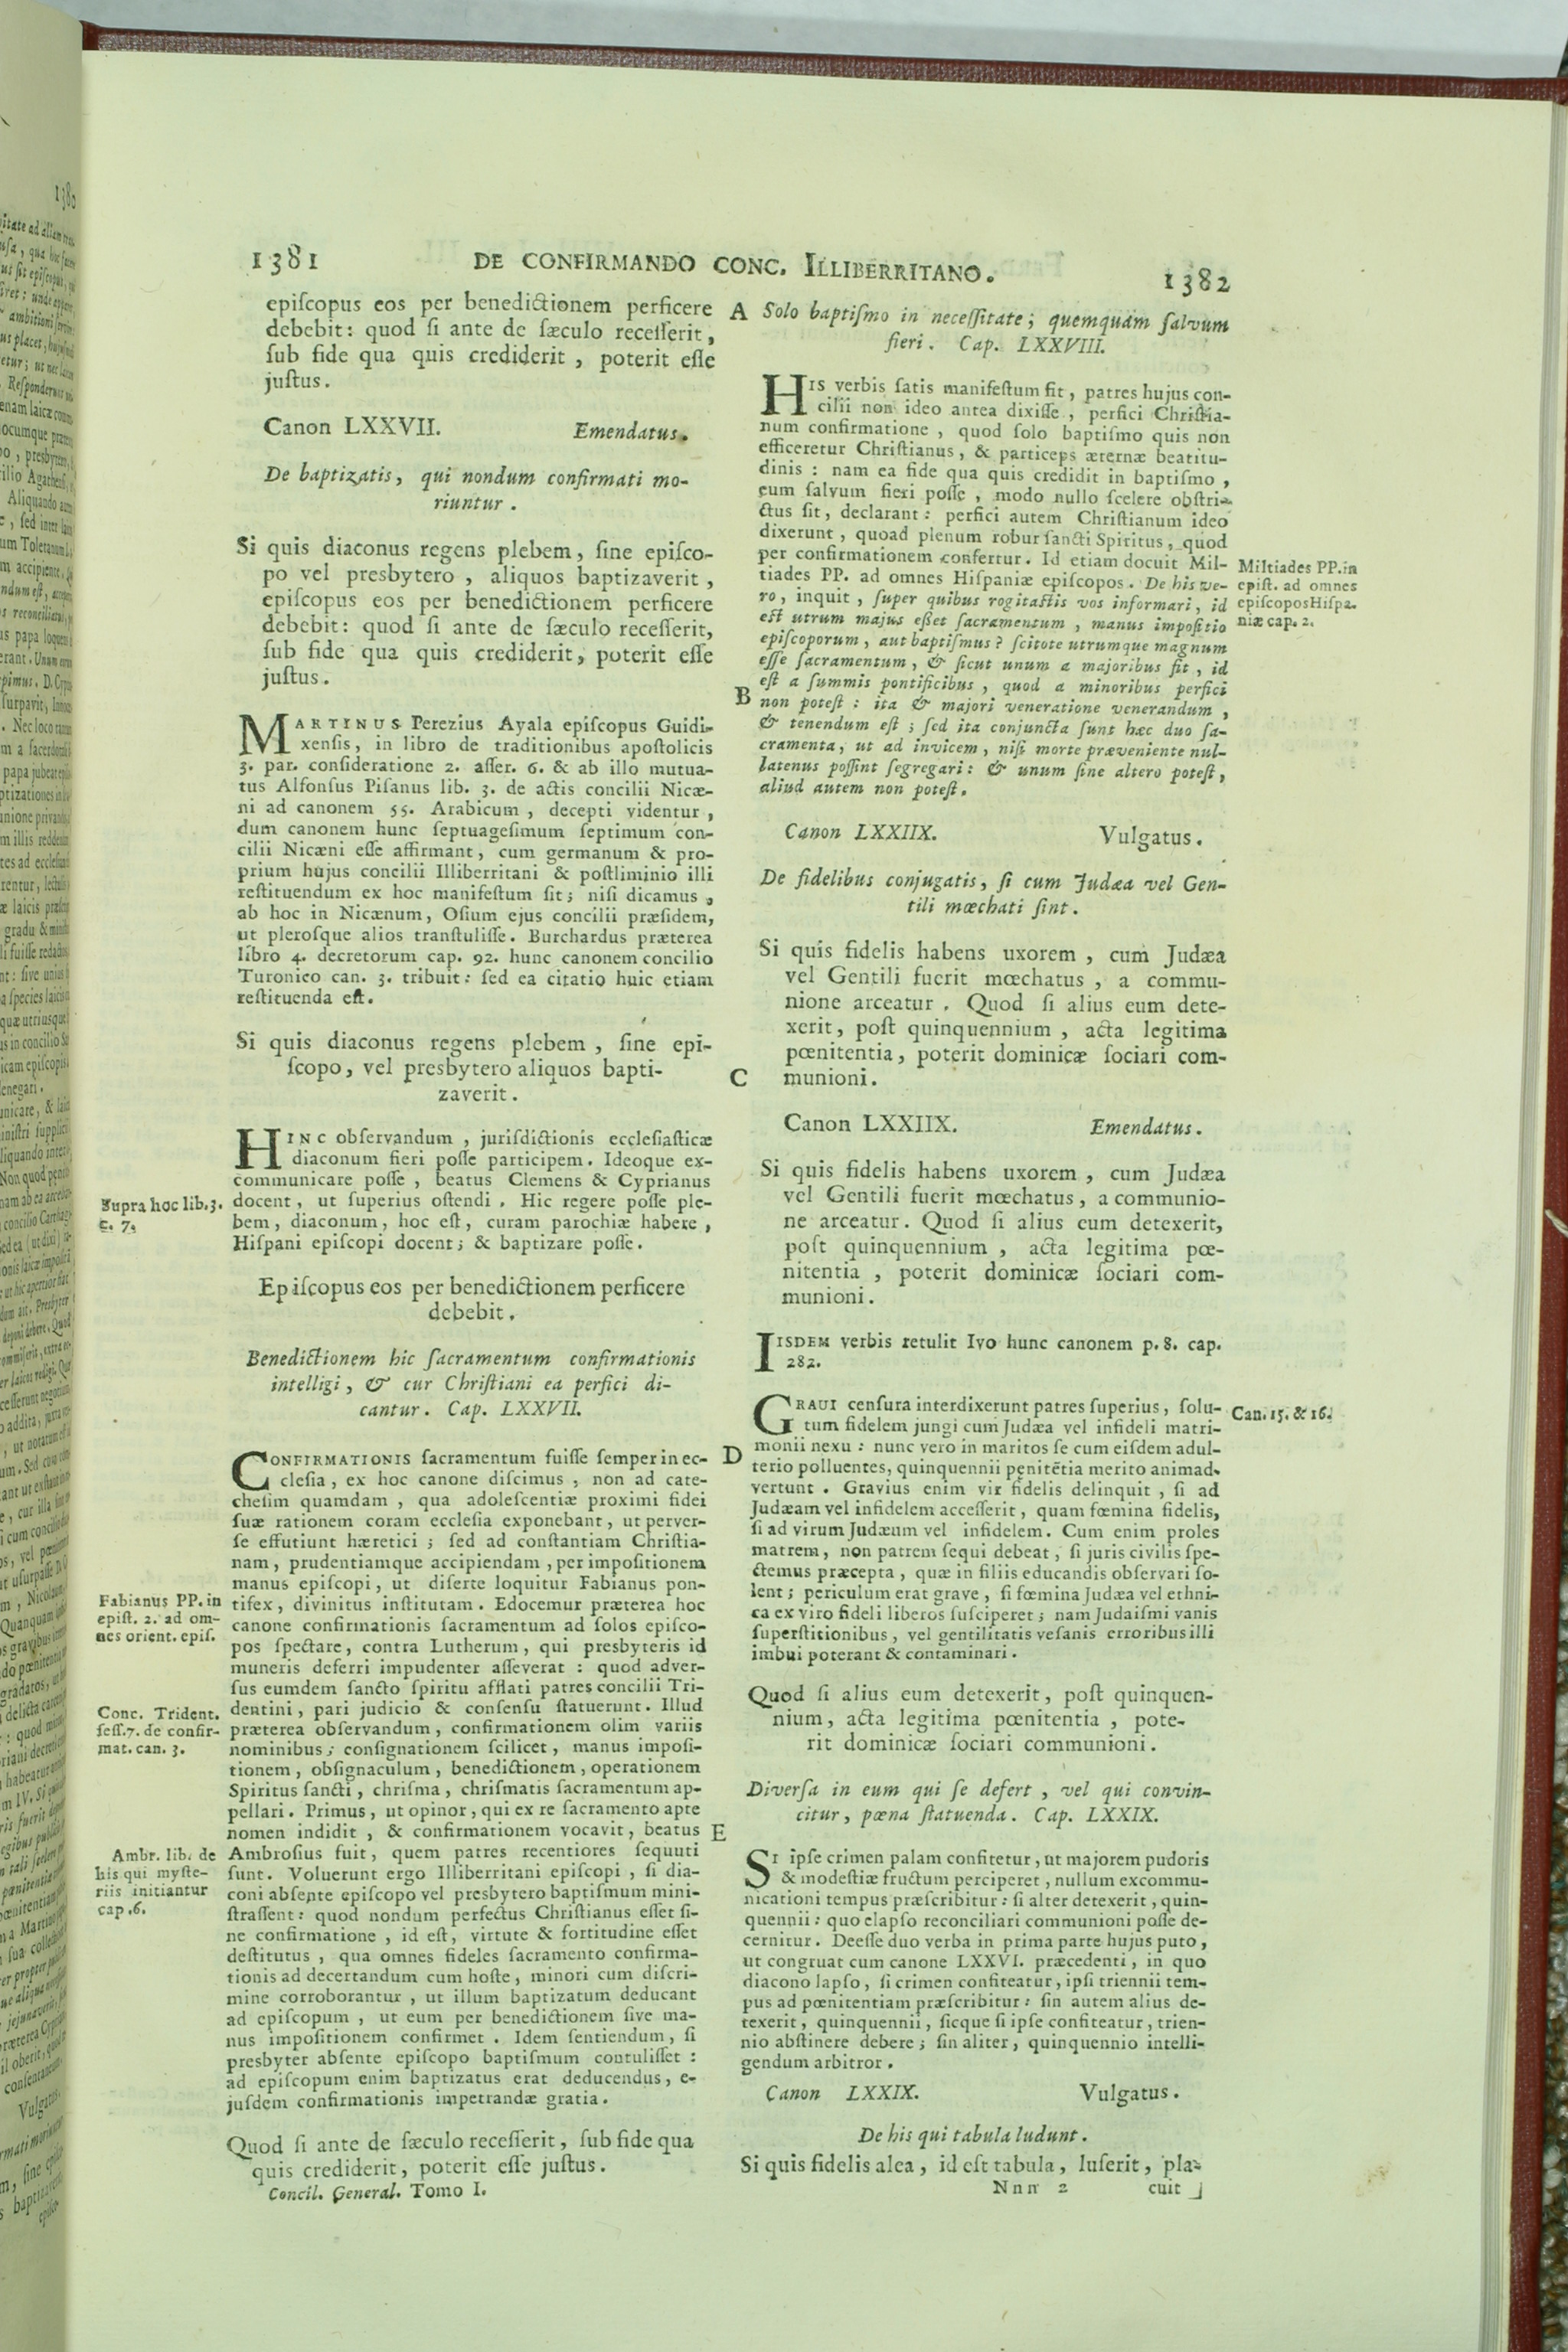 1381 DE CONFIRMANDO CONC. ILLIBERRITANO. 1382
epiſcopus eos per benedictionem perficere
debebit: quod ſi ante de ſæculo receſſerit,
ſub fide qua quis crediderit, poterit eſſe
juſtus.
Canon LXXVII. Emendatus.
De baptizatis, qui nondum confirmati mo-
riuntur.
Si quis diaconus regens plebem, ſine epiſco-
po vel presbytero, aliquos baptizaverit,
epiſcopus eos per benedictionem perficere
debebit: quod ſi ante de ſæculo receſſerit,
ſub fide qua quis crediderit, poterit eſſe
juſtus.
MARTINUS Perezius Ayala epiſcopus Guidi-
xenſis, in libro de traditionibus apoſtolicis
3. par. conſideratione 2. aſſer. 6. & ab illo mutua-
tus Alfonſus Piſanus lib. 3. de actis concilii Nicæ-
ni ad canonem 55. Arabicum, decepti videntur,
dum canonem hunc ſeptuageſimum ſeptimum con-
cilii Nicæni eſſe affirmant, cum germanum & pro-
prium hujus concilii Illiberritani & poſtliminio illi
reſtituendum ex hoc manifeſtum ſit; niſi dicamus,
ab hoc in Nicænum, Oſium ejus concilii præſidem,
ut pleroſque alios tranſtuliſſe. Burchardus præterea
libro 4. decretorum cap. 92. hunc canonem concilio
Turonico can. 3. tribuit: ſed ea citatio huic etiam
reſtituenda eſt.
Si quis diaconus regens plebem, ſine epi-
ſcopo, vel presbytero aliquos bapti-
zaverit.
HINC obſervandum, juriſdictionis eccleſiaſticæ
diaconum fieri poſſe participem. Ideoque ex-
communicare poſſe, beatus Clemens & Cyprianus
docent, ut ſuperius oſtendi. Hic regere poſſe ple-
bem, diaconum, hoc eſt, curam parochiæ habere,
Hiſpani epiſcopi docent; & baptizare poſſe.
Supra hoc lib. 3.
c. 7.
Epiſcopus eos per benedictionem perficere
debebit.
Benedictionem hic ſacramentum confirmationis
intelligi, & cur Chriſtiani ea perfici di-
cantur. Cap. LXXVII.
CONFIRMATIONIS ſacramentum fuiſſe ſemper in ec-
cleſia, ex hoc canone diſcimus, non ad cate-
cheſim quamdam, qua adoleſcentiæ proximi fidei
ſuæ rationem coram eccleſia exponebant, ut perver-
ſe effutiunt hæretici; ſed ad conſtantiam Chriſtia-
nam, prudentiamque accipiendam, per impoſitionem
manus epiſcopi, ut diſerte loquitur Fabianus pon-
tifex, divinitus inſtitutam. Edocemur præterea hoc
canone confirmationis ſacramentum ad ſolos epiſco-
pos ſpectare, contra Lutherum, qui presbyteris id
muneris deferri impudenter aſſeverat: quod adver-
ſus eumdem ſancto ſpiritu afflati patres concilii Tri-
dentini, pari judicio & conſenſu ſtatuerunt. Illud
præterea obſervandum, confirmationem olim variis
nominibus; conſignationem ſcilicet, manus impoſi-
tionem, obſignaculum, benedictionem, operationem
Spiritus ſancti, chriſma, chriſmatis ſacramentum ap-
pellari. Primus, ut opinor, qui ex re ſacramento apte
nomen indidit, & confirmationem vocavit, beatus
Ambroſius fuit, quem patres recentiores ſequuti
ſunt. Voluerunt ergo Illiberritani epiſcopi, ſi dia-
coni abſente epiſcopo vel presbytero baptiſmum mini-
ſtraſſent: quod nondum perfectus Chriſtianus eſſet ſi-
ne confirmatione, id eſt, virtute & fortitudine eſſet
deſtitutus, qua omnes fideles ſacramento confirma-
tionis ad decertandum cum hoſte, minori cum diſcri-
mine corroborantur, ut illum baptizatum deducant
ad epiſcopum, ut eum per benedictionem ſive ma-
nus impoſitionem confirmet. Idem ſentiendum, ſi
presbyter abſente epiſcopo baptiſmum contuliſſet:
ad epiſcopum enim baptizatus erat deducendus, e-
juſdem confirmationis impetrandæ gratia.
Fabianus PP. in
epiſt. 2. ad om-
nes orient. epiſ.
Conc. Trident.
ſeſſ. 7. de confir-
mat. can. 3.
Ambr. lib. de
his qui myſte-
riis initiantur
cap. 6.
Quod ſi ante de ſæculo receſſerit, ſub fide qua
quis crediderit, poterit eſſe juſtus.
Concil. General. Tomo I.
A
Solo baptiſmo in neceſſitate; quemquam ſalvum
fieri. Cap. LXXVIII.
HIS verbis ſatis manifeſtum fit, patres hujus con-
cilii non ideo antea dixiſſe, perfici Chriſtia-
num confirmatione, quod ſolo baptiſmo quis non
efficeretur Chriſtianus, & particeps æternæ beatitu-
dinis: nam ea fide qua quis credidit in baptiſmo,
eum ſalvum fieri poſſe, modo nullo ſcelere obſtri-
ctus ſit, declarant: perfici autem Chriſtianum ideo
dixerunt, quoad plenum robur ſancti Spiritus, quod
per confirmationem confertur. Id etiam docuit Mil-
tiades PP. ad omnes Hiſpaniæ epiſcopos. De his ve-
ro, inquit, ſuper quibus rogitaſtis vos informari, id
eſt utrum majus eſſet ſacramentum, manus impoſitio
epiſcoporum, aut baptiſmus? ſcitote utrumque magnum
eſſe ſacramentum, & ſicut unum a majoribus fit, id
eſt a ſummis pontificibus, quod a minoribus perfici
B
non poteſt: ita & majori veneratione venerandum,
& tenendum eſt; ſed ita conjuncta ſunt hæc duo ſa-
cramenta, ut ad invicem, niſi morte præveniente nul-
latenus poſſint ſegregari: & unum ſine altero poteſt,
aliud autem non poteſt.
Miltiades PP. in
epiſt. ad omnes
epiſcopos Hiſpa-
niæ cap. 2.
Canon LXXIIX. Vulgatus.
De fidelibus conjugatis, ſi cum Judæa vel Gen-
tili mœchati ſint.
Si quis fidelis habens uxorem, cum Judæa
vel Gentili fuerit mœchatus, a commu-
nione arceatur. Quod ſi alius eum dete-
xerit, poſt quinquennium, acta legitima
pœnitentia, poterit dominicæ ſociari com-
C
munioni.
Canon LXXIIX. Emendatus.
Si quis fidelis habens uxorem, cum Judæa
vel Gentili fuerit mœchatus, a communio-
ne arceatur. Quod ſi alius eum detexerit,
poſt quinquennium, acta legitima pœ-
nitentia, poterit dominicæ ſociari com-
munioni.
IISDEM verbis retulit Ivo hunc canonem p. 8. cap.
282.
GRAUI cenſura interdixerunt patres ſuperius, ſolu-
tum fidelem jungi cum Judæa vel infideli matri-
D
monii nexu: nunc vero in maritos ſe cum eiſdem adul-
terio polluentes, quinquennii penitētia merito animad-
vertunt. Gravius enim vir fidelis delinquit, ſi ad
Judæam vel infidelem acceſſerit, quam fœmina fidelis,
ſi ad virum Judæum vel infidelem. Cum enim proles
matrem, non patrem ſequi debeat, ſi juris civilis ſpe-
ctemus præcepta, quæ in filiis educandis obſervari ſo-
lent; periculum erat grave, ſi fœmina Judæa vel ethni-
ca ex viro fideli liberos ſuſciperet; nam Judaiſmi vanis
ſuperſtitionibus, vel gentilitatis veſanis erroribus illi
imbui poterant & contaminari.
Can. 15. & 16.
Quod ſi alius eum detexerit, poſt quinquen-
nium, acta legitima pœnitentia, pote-
rit dominicæ ſociari communioni.
Diverſa in eum qui ſe defert, vel qui convin-
citur, pœna ſtatuenda. Cap. LXXIX.
E
SI ipſe crimen palam confitetur, ut majorem pudoris
& modeſtiæ fructum perciperet, nullum excommu-
nicationi tempus præſcribitur: ſi alter detexerit, quin-
quennii: quo elapſo reconciliari communioni poſſe de-
cernitur. Deeſſe duo verba in prima parte hujus puto,
ut congruat cum canone LXXVI. præcedenti, in quo
diacono lapſo, ſi crimen confiteatur, ipſi triennii tem-
pus ad pœnitentiam præſcribitur: ſin autem alius de-
texerit, quinquennii, ſicque ſi ipſe confiteatur, trien-
nio abſtinere debere; ſin aliter, quinquennio intelli-
gendum arbitror.
Canon LXXIX. Vulgatus.
De his qui tabula ludunt.
Si quis fidelis alea, id eſt tabula, luſerit, pla-
Nnn 2 cuit